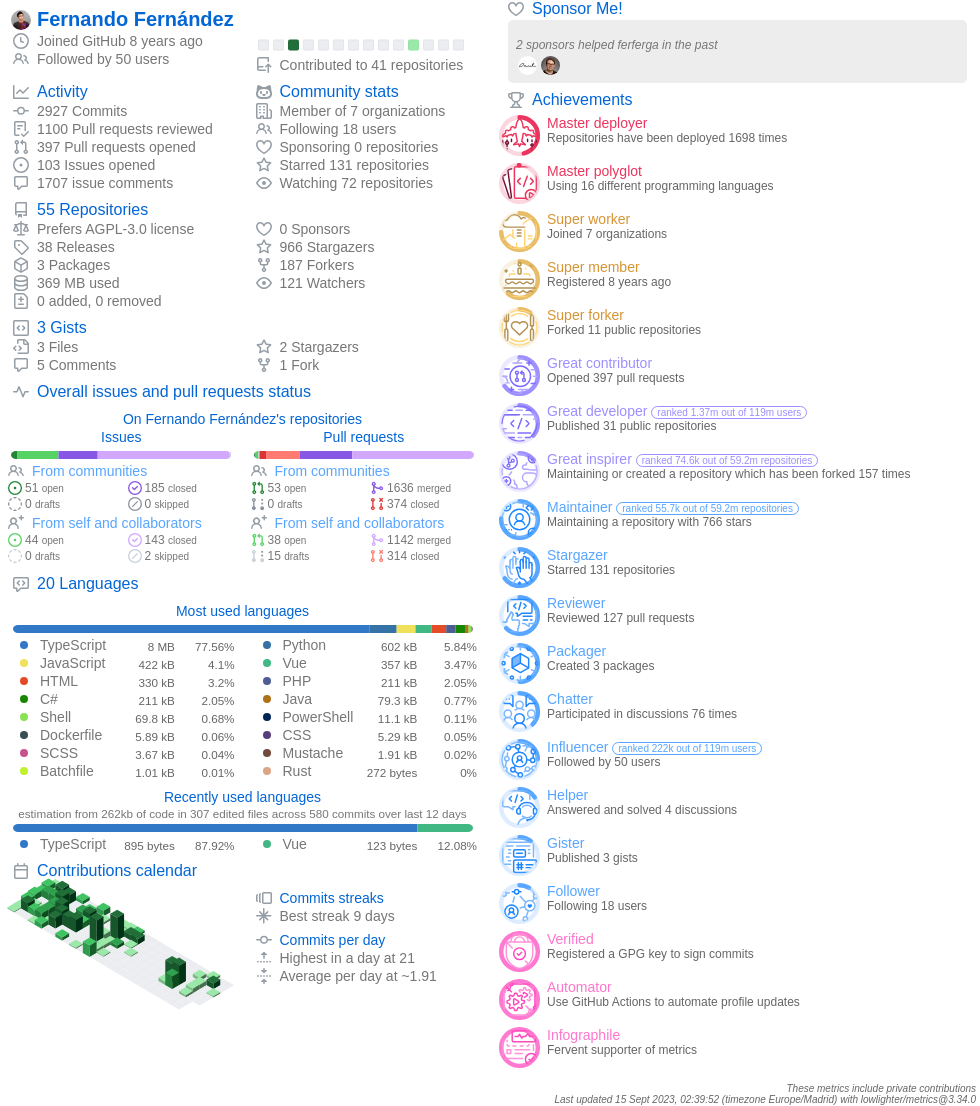 Fernando Fernández
Joined GitHub 8 years ago
Followed by 50 users
Contributed to 41 repositories
Activity
2927 Commits
1100 Pull requests reviewed
397 Pull requests opened
103 Issues opened
1707 issue comments
Community stats
Member of 7 organizations
Following 18 users
Sponsoring 0 repositories
Starred 131 repositories
Watching 72 repositories
55 Repositories
Prefers AGPL-3.0 license
38 Releases
3 Packages
369 MB used
0 added, 0 removed
0 Sponsors
966 Stargazers
187 Forkers
121 Watchers
3 Gists
3 Files
5 Comments
2 Stargazers
1 Fork
Overall issues and pull requests status
On Fernando Fernández's repositories
Issues
From communities
51 open
185 closed
0 drafts
0 skipped
From self and collaborators
44 open
143 closed
0 drafts
2 skipped
Pull requests
From communities
53 open
1636 merged
0 drafts
374 closed
From self and collaborators
38 open
1142 merged
15 drafts
314 closed
20 Languages
Most used languages
TypeScript 8 MB 77.56%
JavaScript 422 kB 4.1%
HTML 330 kB 3.2%
C# 211 kB 2.05%
Shell 69.8 kB 0.68%
Dockerfile 5.89 kB 0.06%
SCSS 3.67 kB 0.04%
Batchfile 1.01 kB 0.01%
Python 602 kB 5.84%
Vue 357 kB 3.47%
PHP 211 kB 2.05%
Java 79.3 kB 0.77%
PowerShell 11.1 kB 0.11%
CSS 5.29 kB 0.05%
Mustache 1.91 kB 0.02%
Rust 272 bytes 0%
Recently used languages
estimation from 262kb of code in 307 edited files across 580 commits over last 12 days
TypeScript 895 bytes 87.92%
Vue 123 bytes 12.08%
Contributions calendar
Commits streaks
Best streak 9 days
Commits per day
Highest in a day at 21
Average per day at ~1.91
Sponsor Me!
2 sponsors helped ferferga in the past
Achievements
Master deployer
Repositories have been deployed 1698 times
Master polyglot
Using 16 different programming languages
Super worker
Joined 7 organizations
Super member
Registered 8 years ago
Super forker
Forked 11 public repositories
Great contributor
Opened 397 pull requests
Great developer ranked 1.37m out of 119m users
Published 31 public repositories
Great inspirer ranked 74.6k out of 59.2m repositories
Maintaining or created a repository which has been forked 157 times
Maintainer ranked 55.7k out of 59.2m repositories
Maintaining a repository with 766 stars
Stargazer
Starred 131 repositories
Reviewer
Reviewed 127 pull requests
Packager
Created 3 packages
Chatter
Participated in discussions 76 times
Influencer ranked 222k out of 119m users
Followed by 50 users
Helper
Answered and solved 4 discussions
Gister
Published 3 gists
Follower
Following 18 users
Verified
Registered a GPG key to sign commits
Automator
Use GitHub Actions to automate profile updates
Infographile
Fervent supporter of metrics
These metrics include private contributions
Last updated 15 Sept 2023, 02:39:52 (timezone Europe/Madrid) with lowlighter/metrics@3.34.0